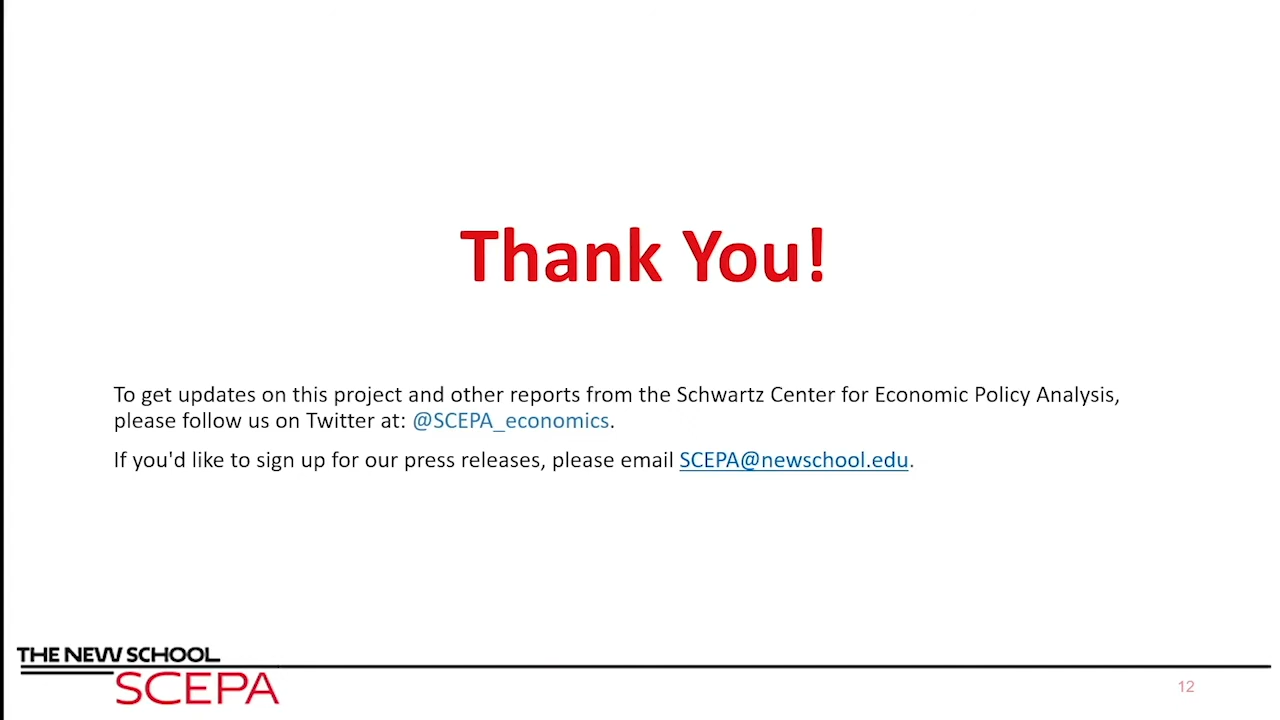 Thank You!
To get updates on this project and other reports from the Schwartz Center for Economic Policy Analysis,
please follow us on Twitter at: @SCEPA_economics.
If you'd like to sign up for our press releases, please email SCEPA@newschool.edu.
THE NEW SCHOOL
SCEPA
12